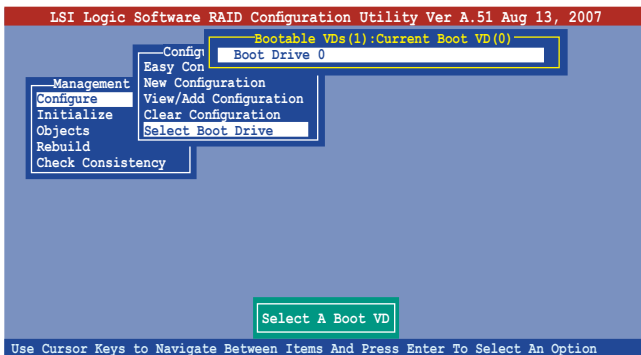 LSI Logic Software RAID Configuration Utility Ver A.51 Aug 13, 2007
Bootable VDs(1):Current Boot VD(0)
Boot Drive 0
Configu
Easy Con
New Configuration
View/Add Configuration
Clear Configuration
Select Boot Drive
Management
Configure
Initialize
Objects
Rebuild
Check Consistency
Select A Boot VD
Use Cursor Keys to Navigate Between Items And Press Enter To Select An Option